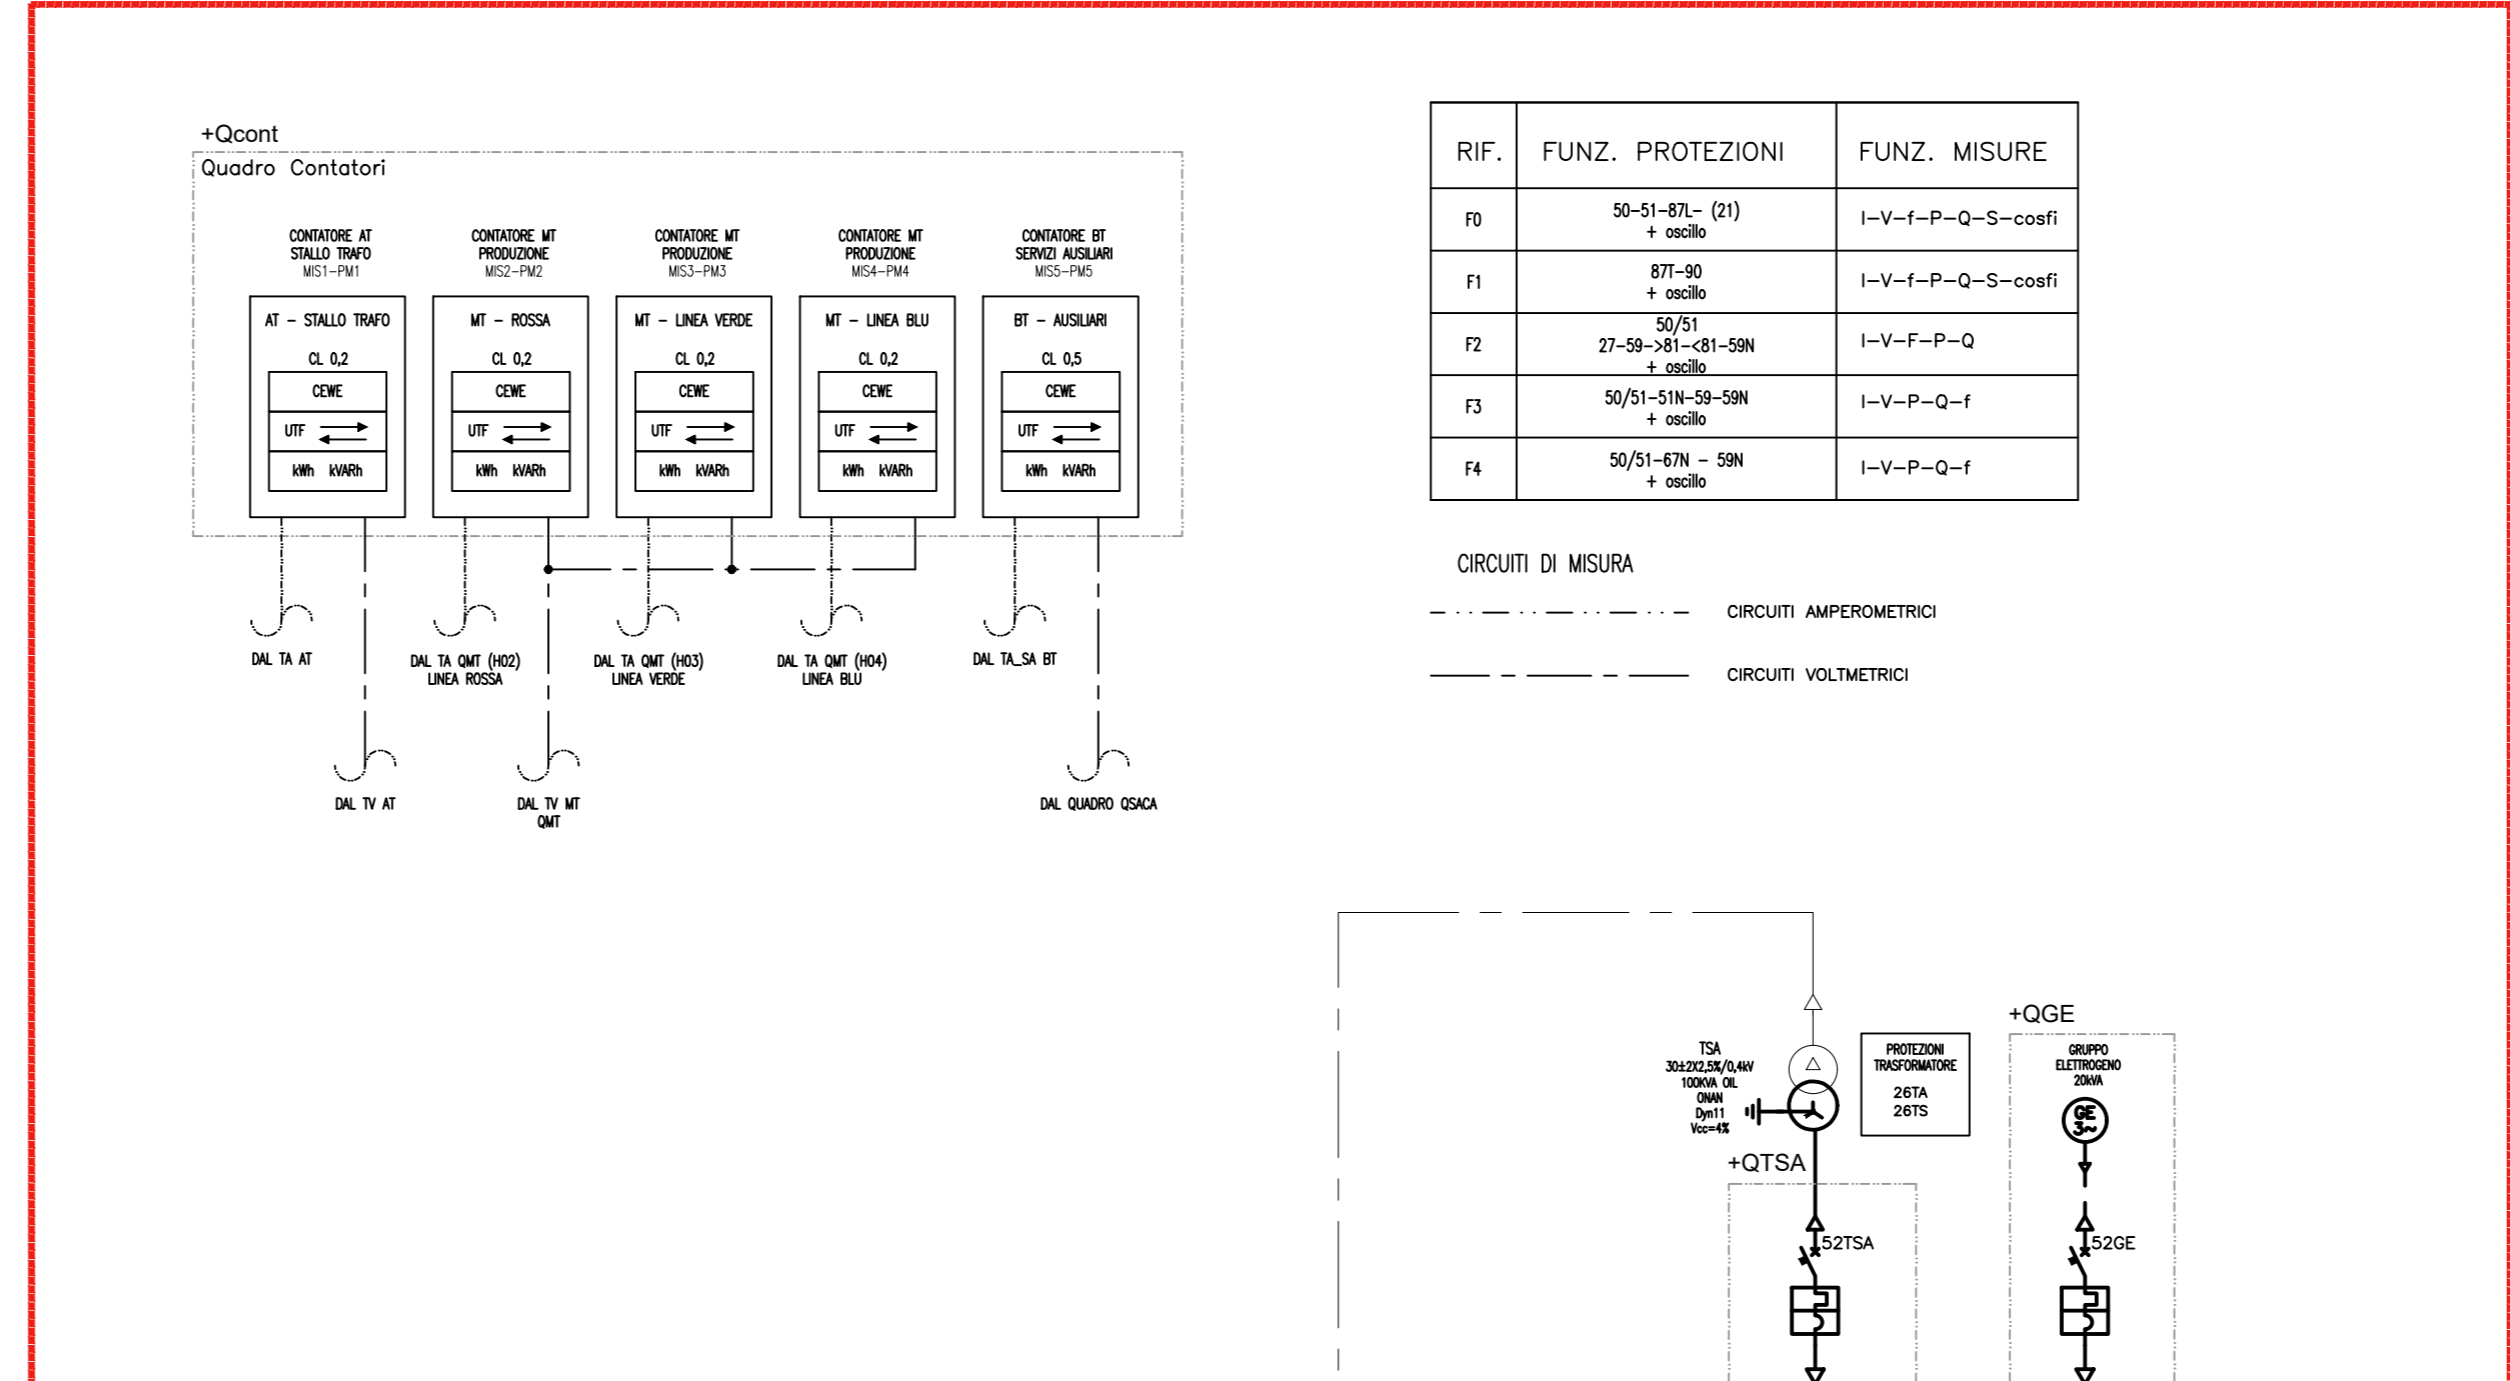 +Qcont
Quadro Contatori
CONTATORE AT
STALLO TRAFO
MIS1-PM1
CONTATORE MT
PRODUZIONE
MIS2-PM2
CONTATORE MT
PRODUZIONE
MIS3-PM3
CONTATORE MT
PRODUZIONE
MIS4-PM4
CONTATORE BT
SERVIZI AUSILIARI
MIS5-PM5
AT - STALLO TRAFO
CL 0,2
CEWE
UTF
kWh kVARh
MT - ROSSA
CL 0,2
CEWE
UTF
kWh kVARh
MT - LINEA VERDE
CL 0,2
CEWE
UTF
kWh kVARh
MT - LINEA BLU
CL 0,2
CEWE
UTF
kWh kVARh
BT - AUSILIARI
CL 0,5
CEWE
UTF
kWh kVARh
DAL TA AT
DAL TA QMT (H02)
LINEA ROSSA
DAL TA QMT (H03)
LINEA VERDE
DAL TA QMT (H04)
LINEA BLU
DAL TA_SA BT
DAL TV AT
DAL TV MT
QMT
DAL QUADRO QSACA
RIF. FUNZ. PROTEZIONI FUNZ. MISURE
F0 50-51-87L- (21)
+ oscillo
I-V-f-P-Q-S-cosfi
F1 87T-90
+ oscillo
I-V-f-P-Q-S-cosfi
F2 50/51
27-59->81-<81-59N
+ oscillo
I-V-F-P-Q
F3 50/51-51N-59-59N
+ oscillo
I-V-P-Q-f
F4 50/51-67N - 59N
+ oscillo
I-V-P-Q-f
CIRCUITI DI MISURA
CIRCUITI AMPEROMETRICI
CIRCUITI VOLTMETRICI
TSA
30±2X2,5%/0,4kV
100KVA OIL
ONAN
Dyn11
Vcc=4%
PROTEZIONI
TRASFORMATORE
26TA
26TS
+QTSA
52TSA
+QGE
GRUPPO
ELETTROGENO
20kVA
GE
3~
52GE